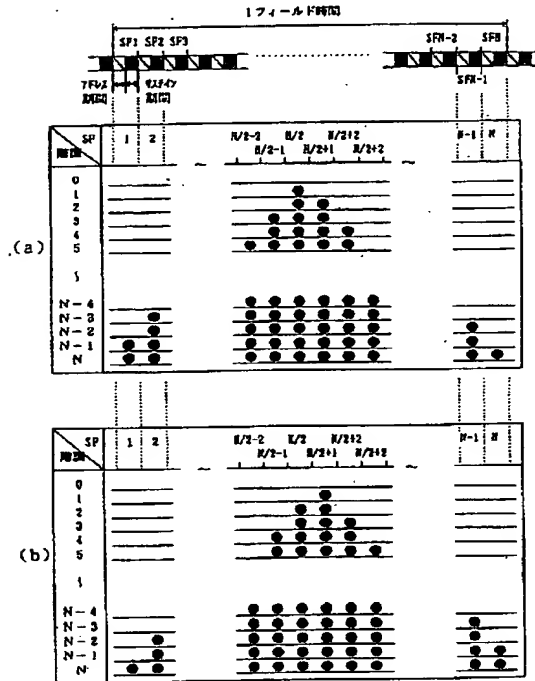 1フィールド時間
SF1 SF2 SF3 SFN-2 SFN
SFN-1
アドレス サステイン
期間 期間
SF 1 2 N/2-2 N/2 N/2+2 N-1 N
階調 N/2-1 N/2+1 N/2+2
0
1
2
3
4
5
(a)
∫
N-4
N-3
N-2
N-1
N
SF 1 2 N/2-2 N/2 N/2+2 N-1 N
階調 N/2-1 N/2+1 N/2+2
0
1
2
3
4
5
(b)
∫
N-4
N-3
N-2
N-1
N